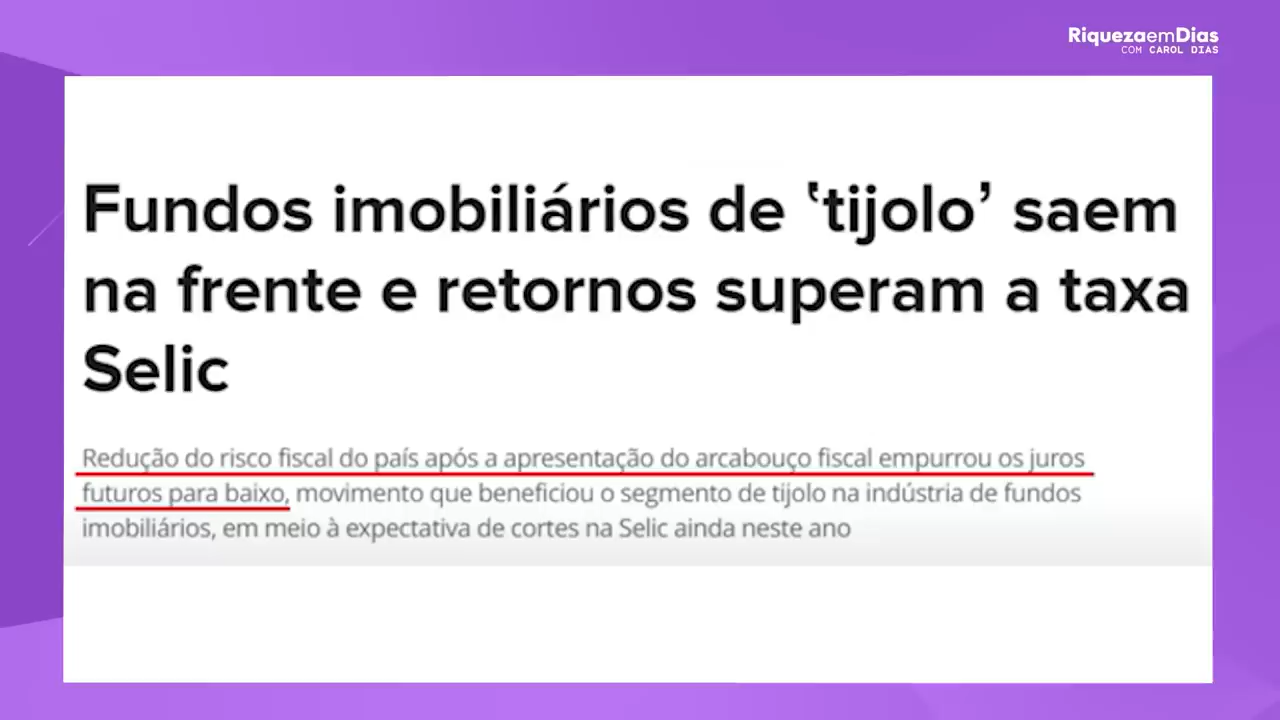 RiquezaemDias
COM CAROL DIAS
Fundos imobiliários de ‛tijolo’ saem
na frente e retornos superam a taxa
Selic
Redução do risco fiscal do país após a apresentação do arcabouço fiscal empurrou os juros
futuros para baixo, movimento que beneficiou o segmento de tijolo na indústria de fundos
imobiliários, em meio à expectativa de cortes na Selic ainda neste ano